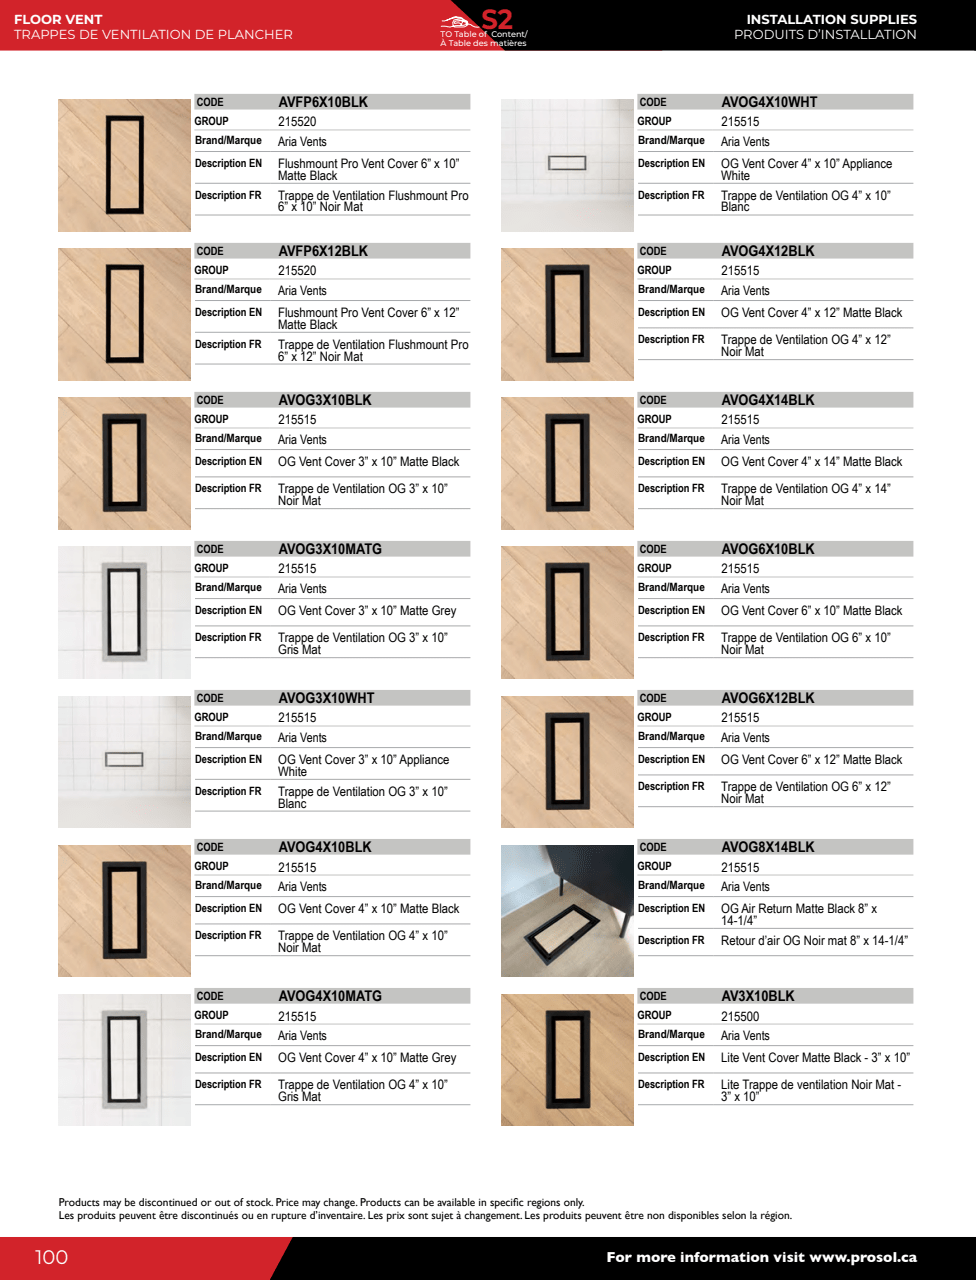 FLOOR VENT
TRAPPES DE VENTILATION DE PLANCHER
S2
TO Table of Content/
À Table des matières
INSTALLATION SUPPLIES
PRODUITS D'INSTALLATION
CODE AVFP6X10BLK
GROUP 215520
Brand/Marque Aria Vents
Description EN Flushmount Pro Vent Cover 6” x 10”
Matte Black
Description FR Trappe de Ventilation Flushmount Pro
6” x 10” Noir Mat
CODE AVFP6X12BLK
GROUP 215520
Brand/Marque Aria Vents
Description EN Flushmount Pro Vent Cover 6” x 12”
Matte Black
Description FR Trappe de Ventilation Flushmount Pro
6” x 12” Noir Mat
CODE AVOG3X10BLK
GROUP 215515
Brand/Marque Aria Vents
Description EN OG Vent Cover 3” x 10” Matte Black
Description FR Trappe de Ventilation OG 3” x 10”
Noir Mat
CODE AVOG3X10MATG
GROUP 215515
Brand/Marque Aria Vents
Description EN OG Vent Cover 3” x 10” Matte Grey
Description FR Trappe de Ventilation OG 3” x 10”
Gris Mat
CODE AVOG3X10WHT
GROUP 215515
Brand/Marque Aria Vents
Description EN OG Vent Cover 3” x 10” Appliance
White
Description FR Trappe de Ventilation OG 3” x 10”
Blanc
CODE AVOG4X10BLK
GROUP 215515
Brand/Marque Aria Vents
Description EN OG Vent Cover 4” x 10” Matte Black
Description FR Trappe de Ventilation OG 4” x 10”
Noir Mat
CODE AVOG4X10MATG
GROUP 215515
Brand/Marque Aria Vents
Description EN OG Vent Cover 4” x 10” Matte Grey
Description FR Trappe de Ventilation OG 4” x 10”
Gris Mat
CODE AVOG4X10WHT
GROUP 215515
Brand/Marque Aria Vents
Description EN OG Vent Cover 4” x 10” Appliance
White
Description FR Trappe de Ventilation OG 4” x 10”
Blanc
CODE AVOG4X12BLK
GROUP 215515
Brand/Marque Aria Vents
Description EN OG Vent Cover 4” x 12” Matte Black
Description FR Trappe de Ventilation OG 4” x 12”
Noir Mat
CODE AVOG4X14BLK
GROUP 215515
Brand/Marque Aria Vents
Description EN OG Vent Cover 4” x 14” Matte Black
Description FR Trappe de Ventilation OG 4” x 14”
Noir Mat
CODE AVOG6X10BLK
GROUP 215515
Brand/Marque Aria Vents
Description EN OG Vent Cover 6” x 10” Matte Black
Description FR Trappe de Ventilation OG 6” x 10”
Noir Mat
CODE AVOG6X12BLK
GROUP 215515
Brand/Marque Aria Vents
Description EN OG Vent Cover 6” x 12” Matte Black
Description FR Trappe de Ventilation OG 6” x 12”
Noir Mat
CODE AVOG8X14BLK
GROUP 215515
Brand/Marque Aria Vents
Description EN OG Air Return Matte Black 8” x
14-1/4”
Description FR Retour d’air OG Noir mat 8” x 14-1/4”
CODE AV3X10BLK
GROUP 215500
Brand/Marque Aria Vents
Description EN Lite Vent Cover Matte Black - 3” x 10”
Description FR Lite Trappe de ventilation Noir Mat -
3” x 10”
Products may be discontinued or out of stock. Price may change. Products can be available in specific regions only.
Les produits peuvent être discontinués ou en rupture d’inventaire. Les prix sont sujet à changement. Les produits peuvent être non disponibles selon la région.
100
For more information visit www.prosol.ca